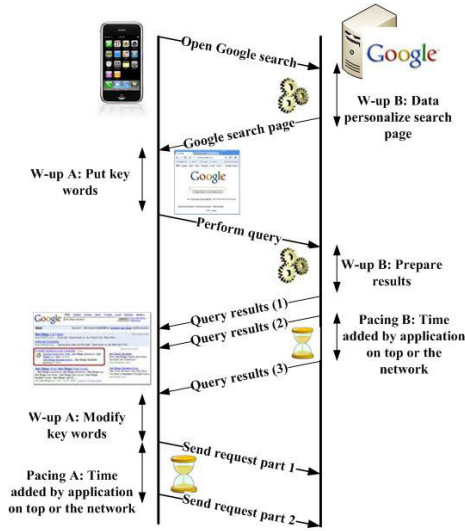 Open Google search
Google
W-up B: Data
personalize search
page
Google search page
W-up A: Put key
words
Google
Perform query
W-up B: Prepare
results
Query results (1)
Query results (2)
Google
Pacing B: Time
added by application
on top or the
network
Query results (3)
W-up A: Modify
key words
Send request part 1
Pacing A: Time
added by application
on top or the network
Send request part 2